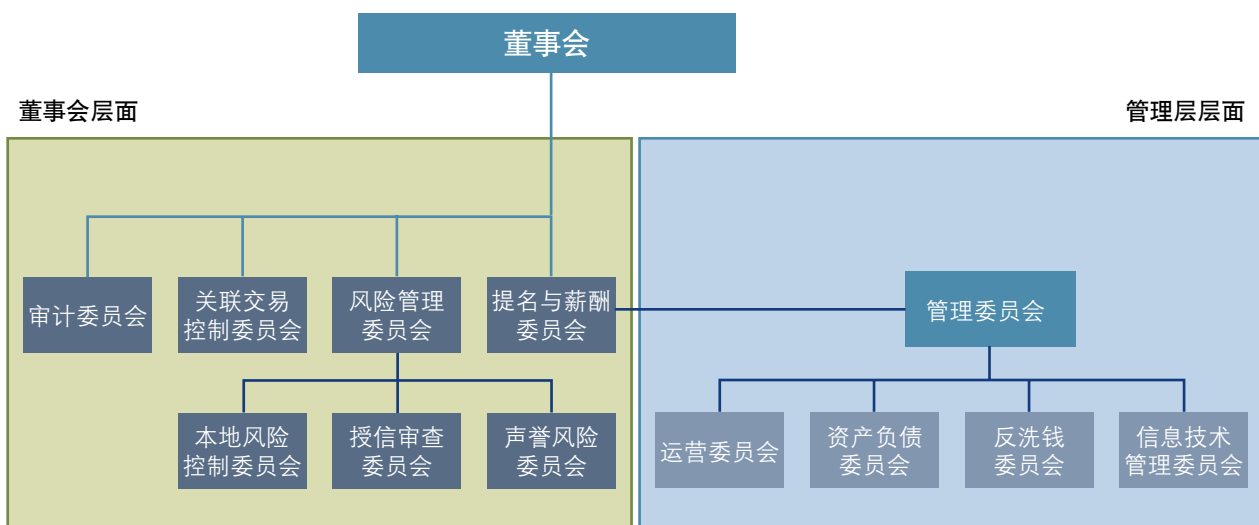 董事会
董事会层面
管理层层面
审计委员会
关联交易
控制委员会
风险管理
委员会
提名与薪酬
委员会
管理委员会
本地风险
控制委员会
授信审查
委员会
声誉风险
委员会
运营委员会
资产负债
委员会
反洗钱
委员会
信息技术
管理委员会